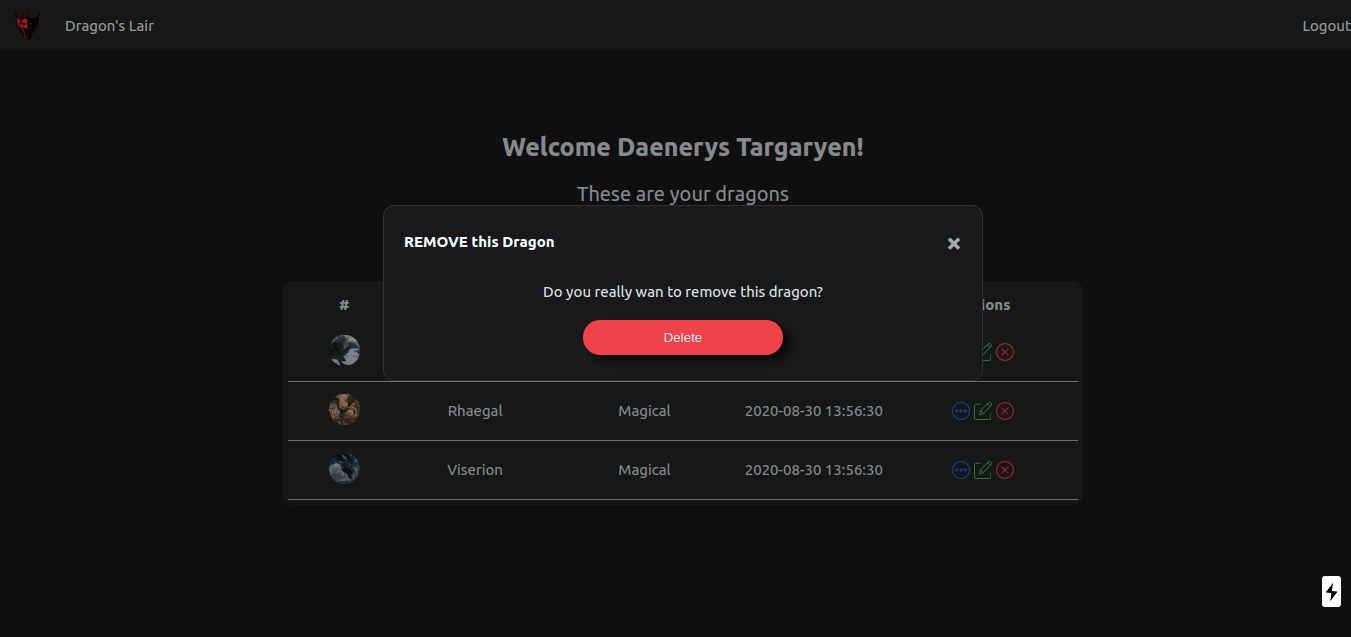 Dragon's Lair
Logout
Welcome Daenerys Targaryen!
These are your dragons
REMOVE this Dragon
Do you really wan to remove this dragon?
Delete
# ions
Rhaegal Magical 2020-08-30 13:56:30
Viserion Magical 2020-08-30 13:56:30